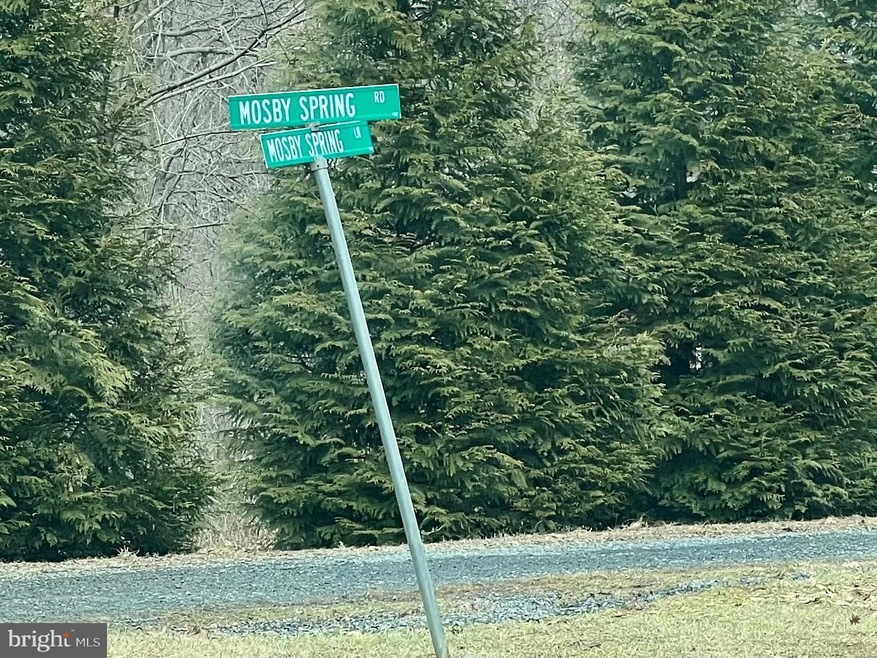 MOSBY SPRING RD
MOSBY SPRING LN
bright MLS